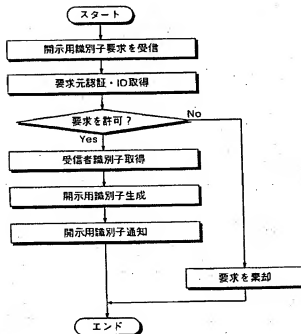 スタート
開示用識別子要求を受信
要求元認証・ID取得
要求を許可？
No
Yes
受信者識別子取得
開示用識別子生成
開示用識別子通知
要求を棄却
エンド